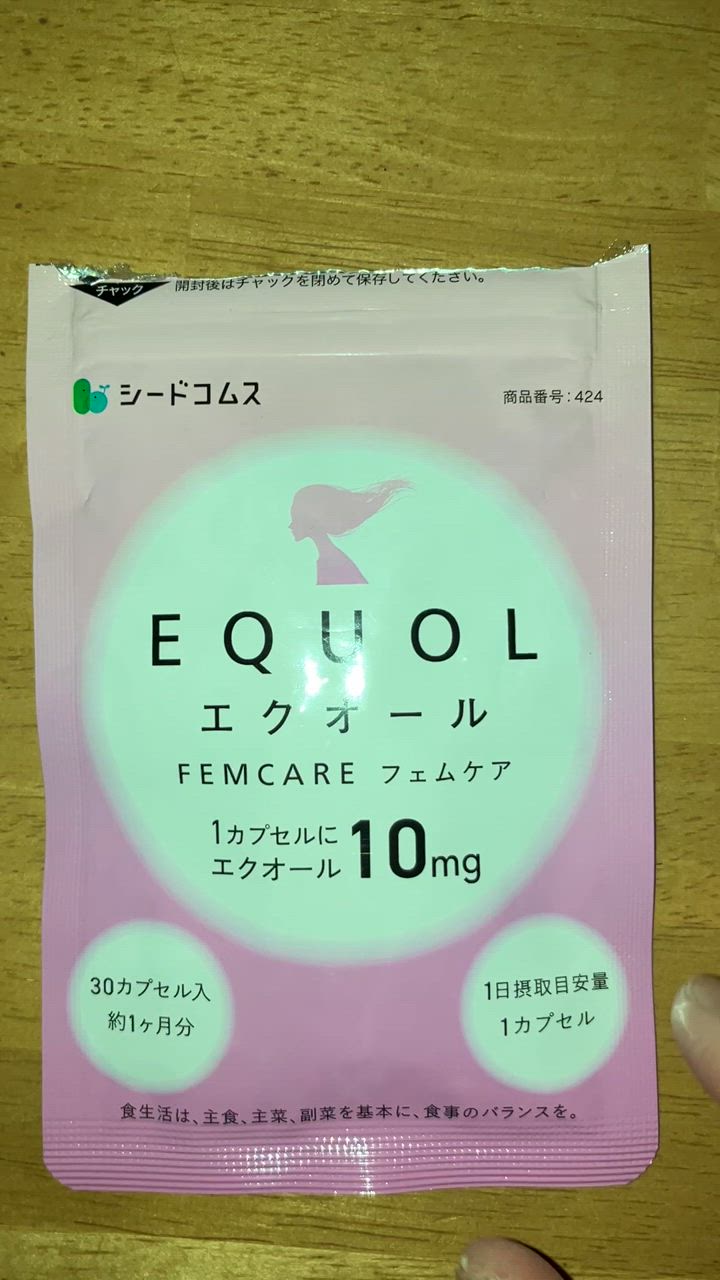 チャック
開封後はチャックを閉めて保存してください。
シードコムス
商品番号:424
EQUOL
エクオール
FEMCARE フェムケア
1カプセルに
エクオール10mg
30カプセル入
約1ヶ月分
1日摂取目安量
1カプセル
食生活は、主食、主菜、副菜を基本に、食事のバランスを。